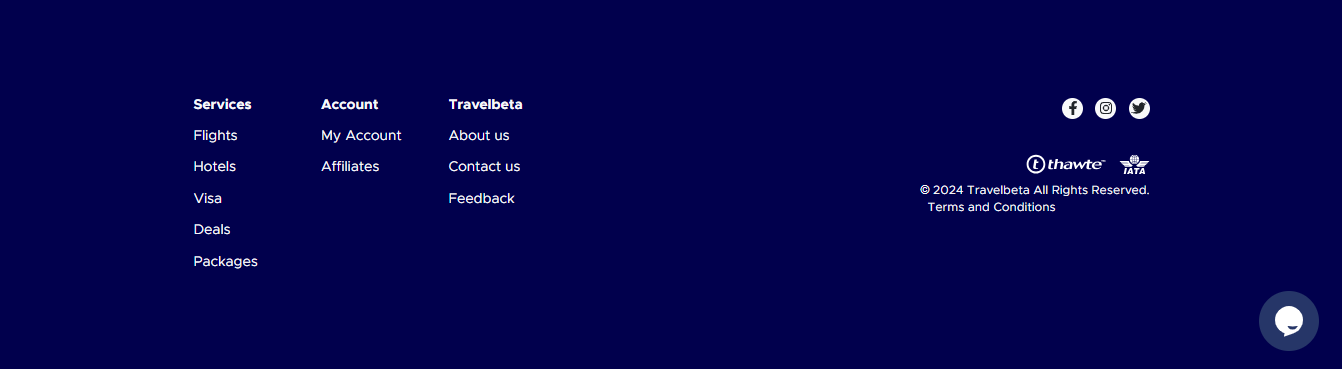 Services
Flights
Hotels
Visa
Deals
Packages
Account
My Account
Affiliates
Travelbeta
About us
Contact us
Feedback
thawte™
IATA
© 2024 Travelbeta All Rights Reserved.
Terms and Conditions